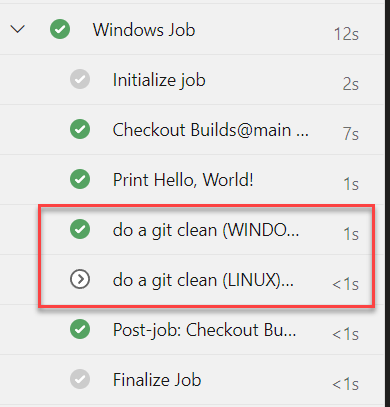 Windows Job 12s
Initialize job 2s
Checkout Builds@main ... 7s
Print Hello, World! 1s
do a git clean (WINDO... 1s
do a git clean (LINUX)... <1s
Post-job: Checkout Bu... <1s
Finalize Job <1s